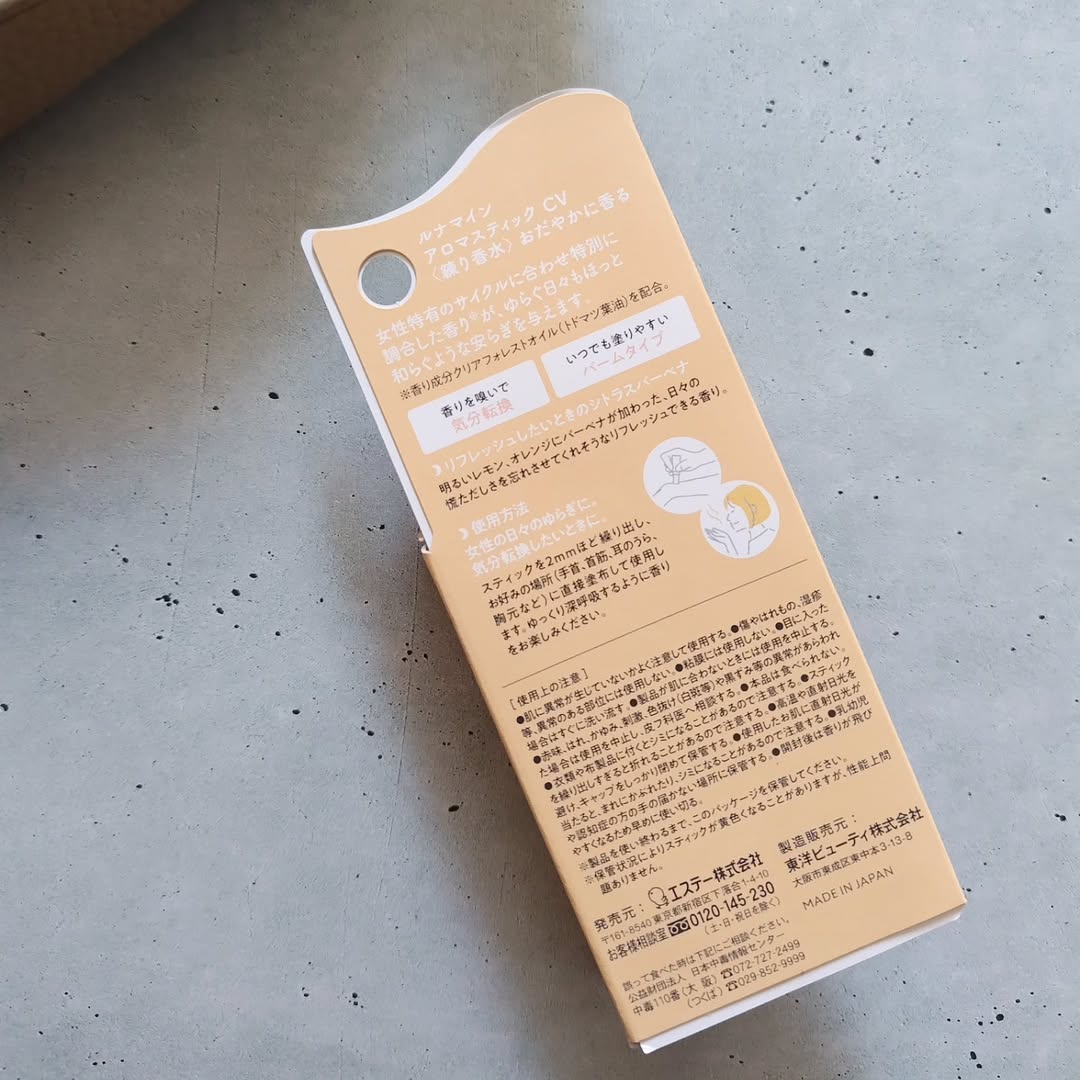 ルナマイン
アロマスティック CV
〈練り香水〉おだやかに香る
女性特有のサイクルに合わせ特別に
調合した香り※が、ゆらぐ日々もほっと
和らぐような安らぎを与えます。
※香り成分クリアフォレストオイル(トドマツ葉油)を配合。
香りを嗅いで
気分転換
いつでも塗りやすい
バームタイプ
リフレッシュしたいときのシトラスバーベナ
明るいレモン、オレンジにバーベナが加わった、日々の
慌ただしさを忘れさせてくれそうなリフレッシュできる香り。
使用方法
女性の日々のゆらぎに。
気分転換したいときに。
スティックを2mmほど繰り出し、
お好みの場所(手首、首筋、耳のうら、
胸元など)に直接塗布して使用し
ます。ゆっくり深呼吸するように香り
をお楽しみください。
[使用上の注意]
●肌に異常が生じていないかよく注意して使用する。●傷やはれもの、湿疹
等、異常のある部位には使用しない。●粘膜には使用しない。●目に入った
場合はすぐに洗い流す。●製品が肌に合わないときには使用を中止する。
●赤味、はれ、かゆみ、刺激、色抜け(白斑等)や黒ずみ等の異常があらわれ
た場合は使用を中止し、皮フ科医へ相談する。●本品は食べられない。
●衣類や布製品に付くとシミになることがあるので注意する。●スティック
を繰り出しすぎると折れることがあるので注意する。●高温や直射日光を
避け、キャップをしっかり閉めて保管する。●使用したお肌に直射日光が
当たると、まれにかぶれたり、シミになることがあるので注意する。●乳幼児
や認知症の方の手の届かない場所に保管する。●開封後は香りが飛び
やすくなるため早めに使い切る。
※製品を使い終わるまで、このパッケージを保管してください。
※保管状況によりスティックが黄色くなることがありますが、性能上問
題ありません。
発売元: エステー株式会社
〒161-8540 東京都新宿区下落合1-4-10
お客様相談室 0120-145-230
(土・日・祝日を除く)
製造販売元:
東洋ビューティ株式会社
大阪市東成区東中本3-13-8
MADE IN JAPAN
誤って食べた時は下記にご相談ください。
公益財団法人 日本中毒情報センター
中毒110番(大阪)☎072-727-2499
(つくば)☎029-852-9999